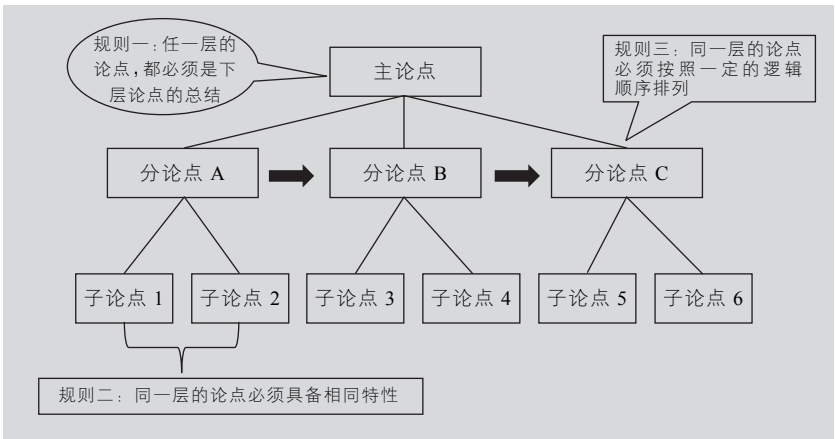 规则一：任一层的
论点，都必须是下
层论点的总结
主论点
规则三：同一层的论点
必须按照一定的逻辑
顺序排列
分论点 A
分论点 B
分论点 C
子论点 1
子论点 2
子论点 3
子论点 4
子论点 5
子论点 6
规则二：同一层的论点必须具备相同特性